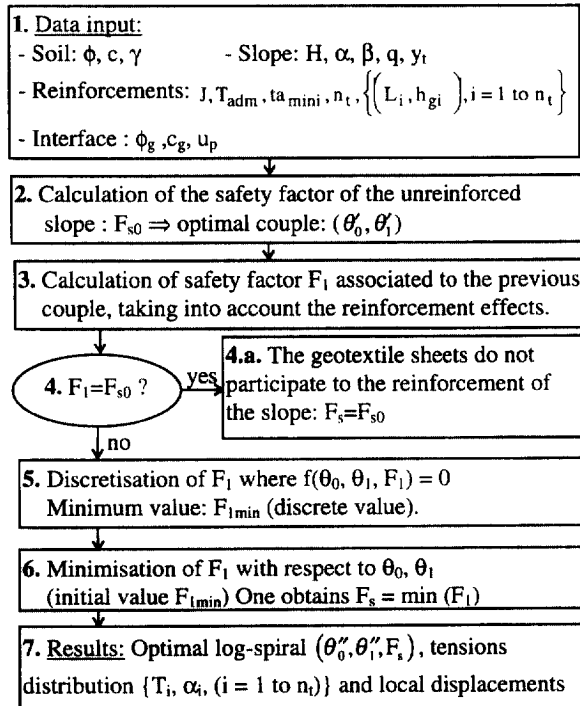 1. Data input:
- Soil: ϕ, c, γ - Slope: H, α, β, q, y_t
- Reinforcements: J, T_adm, ta_mini, n_t, {(L_i, h_gi), i = 1 to n_t}
- Interface : ϕ_g ,c_g, u_p
2. Calculation of the safety factor of the unreinforced
slope : F_s0 ⇒ optimal couple: (θ'_0, θ'_1)
3. Calculation of safety factor F_1 associated to the previous
couple, taking into account the reinforcement effects.
4. F_1=F_s0 ?
yes
4.a. The geotextile sheets do not
participate to the reinforcement of
the slope: F_s=F_s0
no
5. Discretisation of F_1 where f(θ_0, θ_1, F_1) = 0
Minimum value: F_1min (discrete value).
6. Minimisation of F_1 with respect to θ_0, θ_1
(initial value F_1min) One obtains F_s = min (F_1)
7. Results: Optimal log-spiral (θ''_0, θ''_1, F_s), tensions
distribution {T_i, α_i, (i = 1 to n_t)} and local displacements